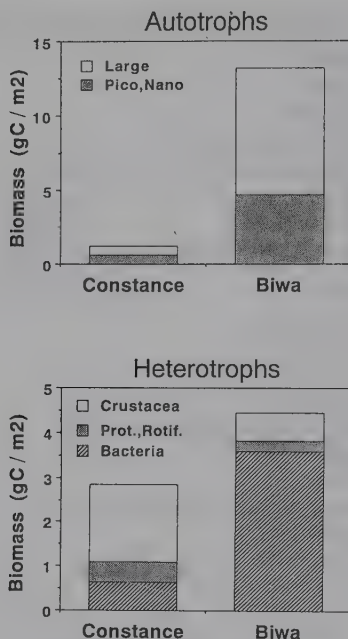 Autotrophs
15
10
5
0
Biomass (gC / m2)
Large
Pico,Nano
Constance Biwa
Heterotrophs
5
4
3
2
1
0
Biomass (gC / m2)
Crustacea
Prot.,Rotif.
Bacteria
Constance Biwa